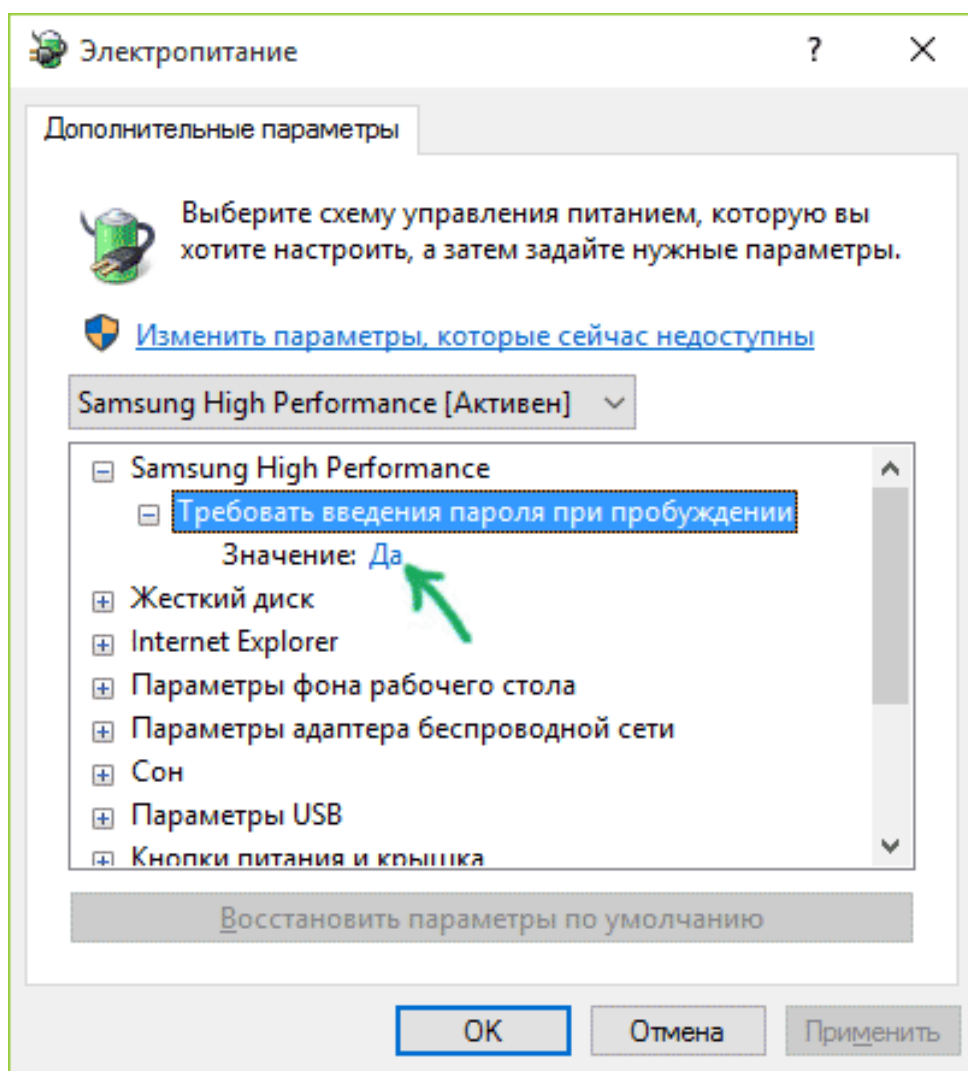 Электропитание
Дополнительные параметры
Выберите схему управления питанием, которую вы
хотите настроить, а затем задайте нужные параметры.
Изменить параметры, которые сейчас недоступны
Samsung High Performance [Активен]
Samsung High Performance
Требовать введения пароля при пробуждении
Значение: Да
Жесткий диск
Internet Explorer
Параметры фона рабочего стола
Параметры адаптера беспроводной сети
Сон
Параметры USB
Кнопки питания и крышка
Восстановить параметры по умолчанию
OK Отмена Применить